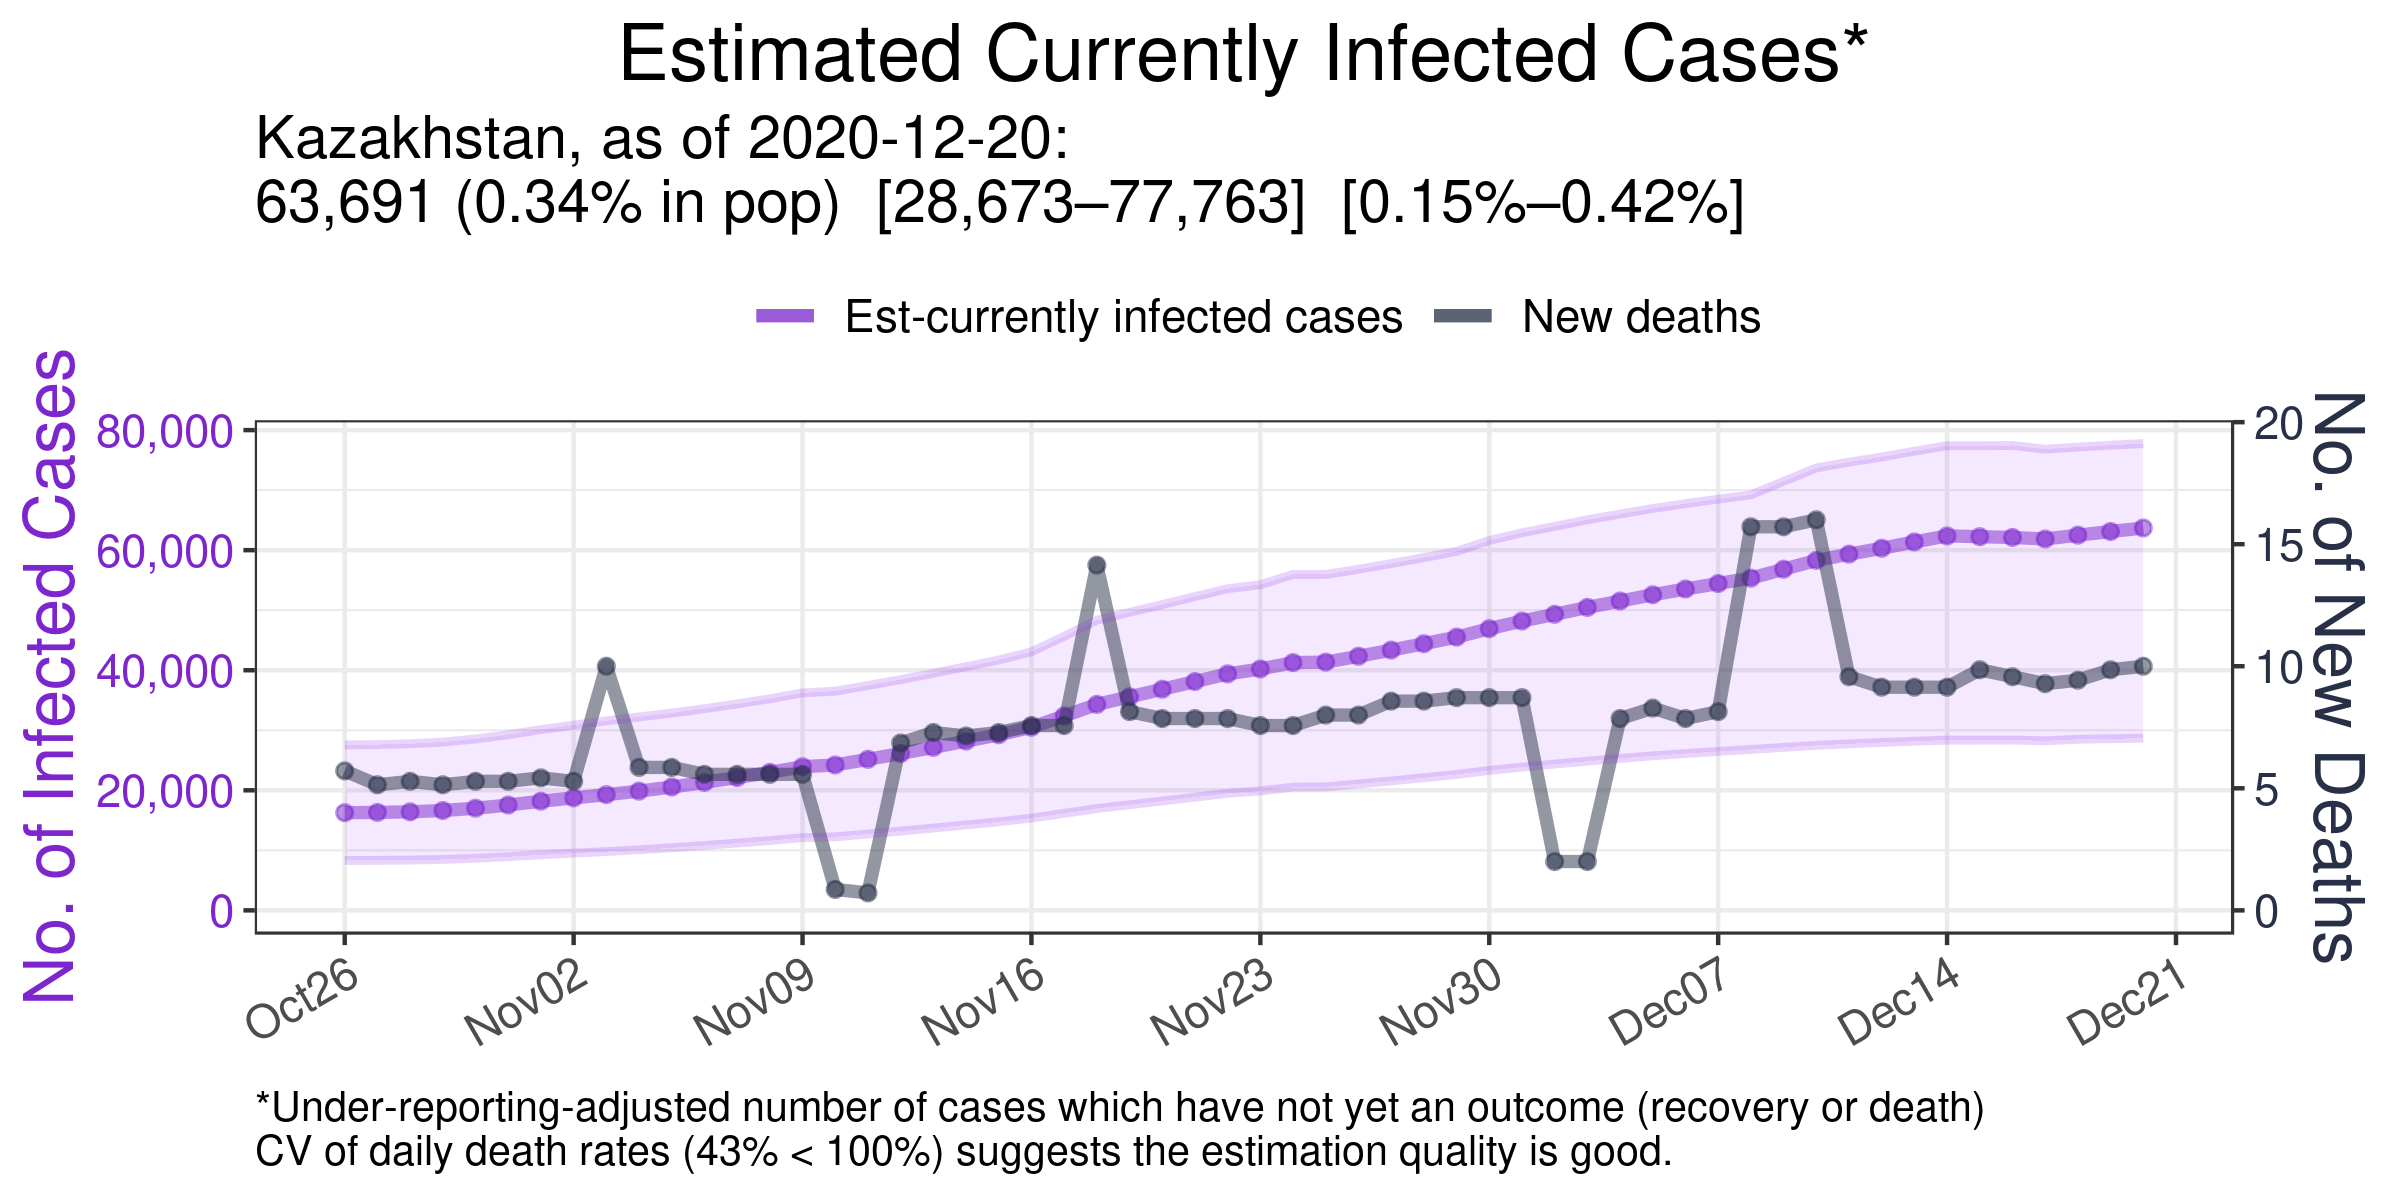 Estimated Currently Infected Cases*
Kazakhstan, as of 2020-12-20:
63,691 (0.34% in pop) [28,673–77,763] [0.15%–0.42%]
Est-currently infected cases
New deaths
No. of Infected Cases
80,000
60,000
40,000
20,000
0
20
15
10
5
0
No. of New Deaths
Oct26
Nov02
Nov09
Nov16
Nov23
Nov30
Dec07
Dec14
Dec21
*Under-reporting-adjusted number of cases which have not yet an outcome (recovery or death)
CV of daily death rates (43% < 100%) suggests the estimation quality is good.